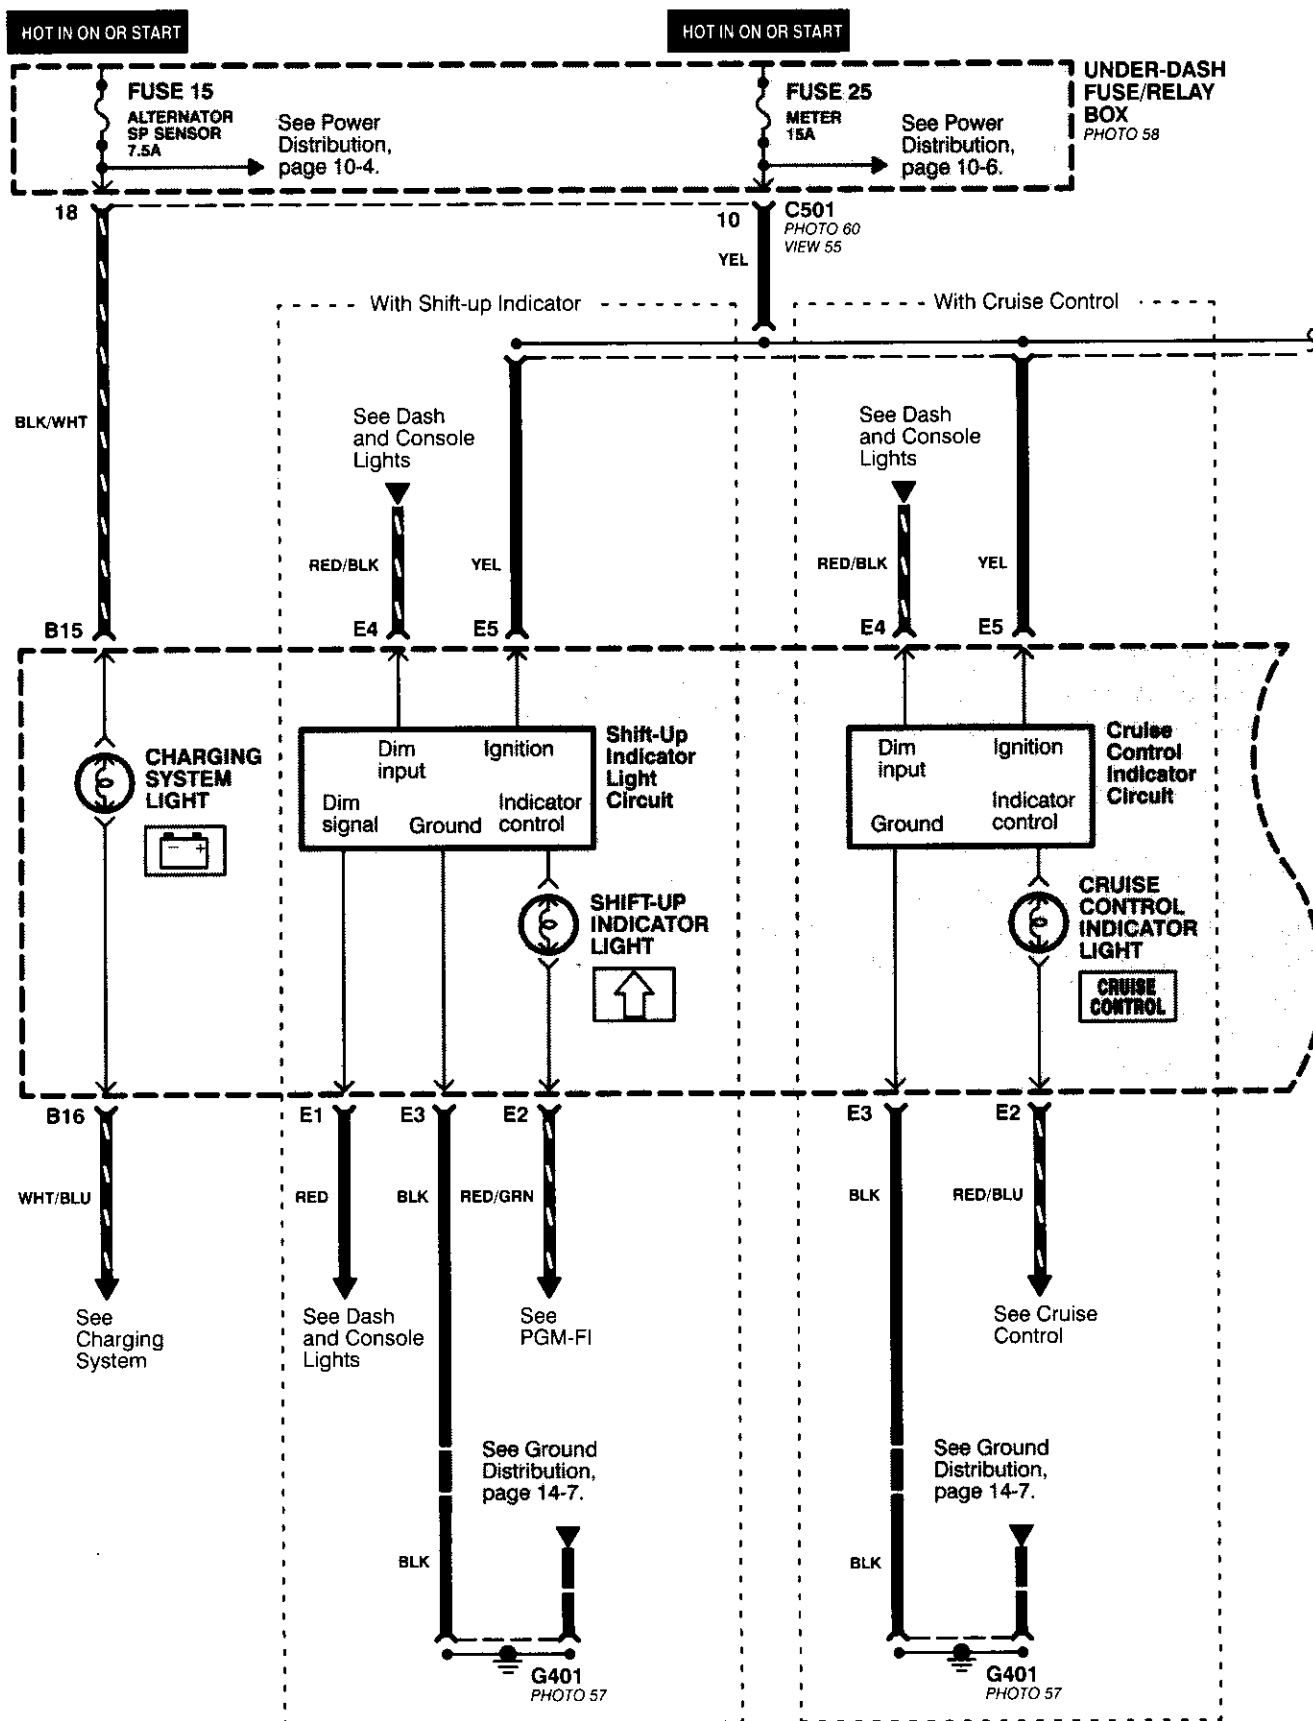 HOT IN ON OR START
HOT IN ON OR START
FUSE 15
ALTERNATOR
SP SENSOR
7.5A
See Power
Distribution,
page 10-4.
FUSE 25
METER
15A
See Power
Distribution,
page 10-6.
UNDER-DASH
FUSE/RELAY
BOX
PHOTO 58
18
10
C501
PHOTO 60
VIEW 55
YEL
With Shift-up Indicator
With Cruise Control
BLK/WHT
See Dash
and Console
Lights
See Dash
and Console
Lights
RED/BLK
YEL
RED/BLK
YEL
B15
E4
E5
E4
E5
CHARGING
SYSTEM
LIGHT
- +
Dim
input
Ignition
Dim
signal
Ground
Indicator
control
Shift-Up
Indicator
Light
Circuit
Dim
input
Ignition
Ground
Indicator
control
Cruise
Control
Indicator
Circuit
SHIFT-UP
INDICATOR
LIGHT
CRUISE
CONTROL
INDICATOR
LIGHT
CRUISE
CONTROL
B16
E1
E3
E2
E3
E2
WHT/BLU
RED
BLK
RED/GRN
BLK
RED/BLU
See
Charging
System
See Dash
and Console
Lights
See
PGM-FI
See Cruise
Control
See Ground
Distribution,
page 14-7.
See Ground
Distribution,
page 14-7.
BLK
BLK
G401
PHOTO 57
G401
PHOTO 57